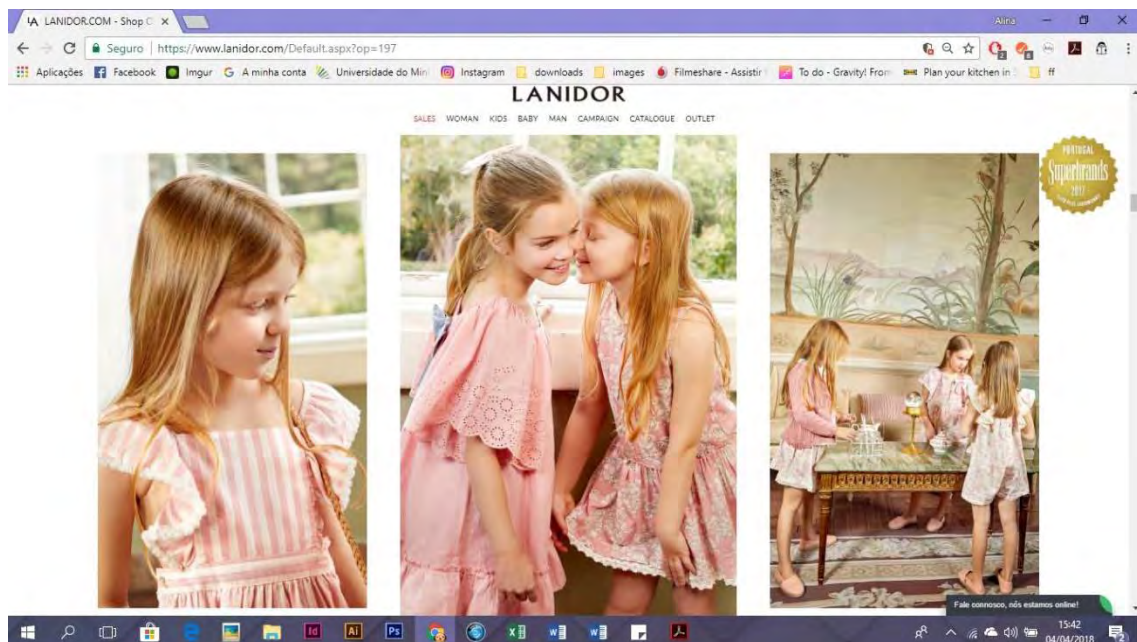 LANIDOR.COM - Shop
Alina
Seguro | https://www.lanidor.com/Default.aspx?op=197
Aplicações Facebook Imgur A minha conta Universidade do Min Instagram downloads images Filmeshare - Assistir To do - Gravity! From Plan your kitchen in ff
LANIDOR
SALES WOMAN KIDS BABY MAN CAMPAIGN CATALOGUE OUTLET
PORTUGAL
Superbrands
2017
Fale connosco, nós estamos online!
Id Ai Ps
15:42
04/04/2018